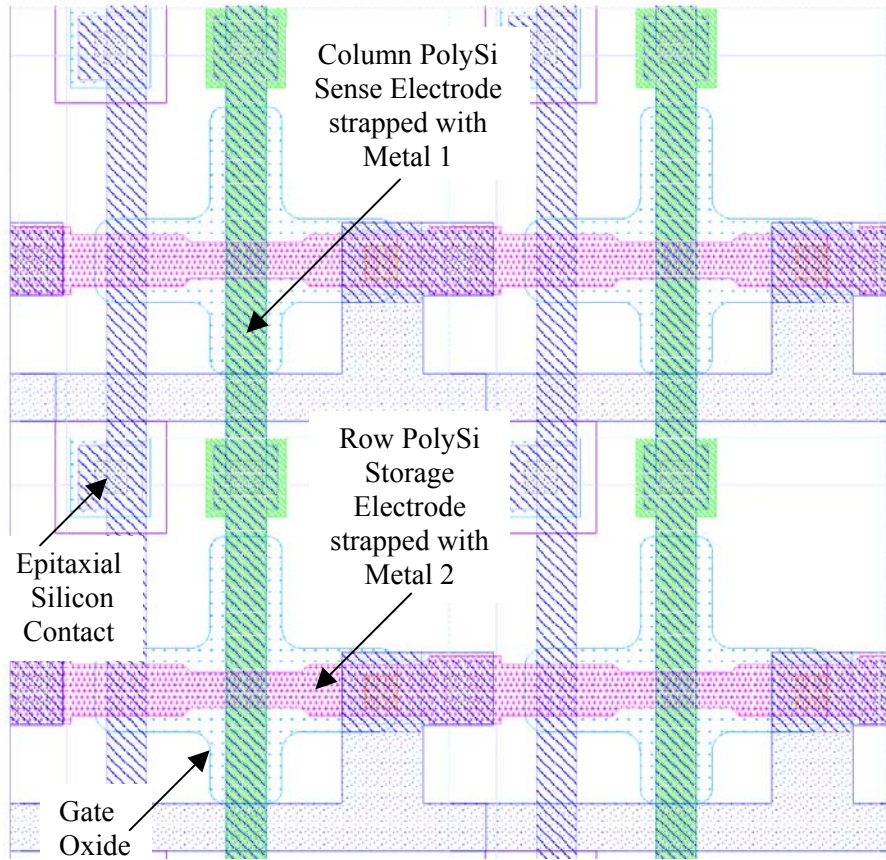 Column PolySi
Sense Electrode
strapped with
Metal 1
Row PolySi
Storage
Electrode
strapped with
Metal 2
Epitaxial
Silicon
Contact
Gate
Oxide